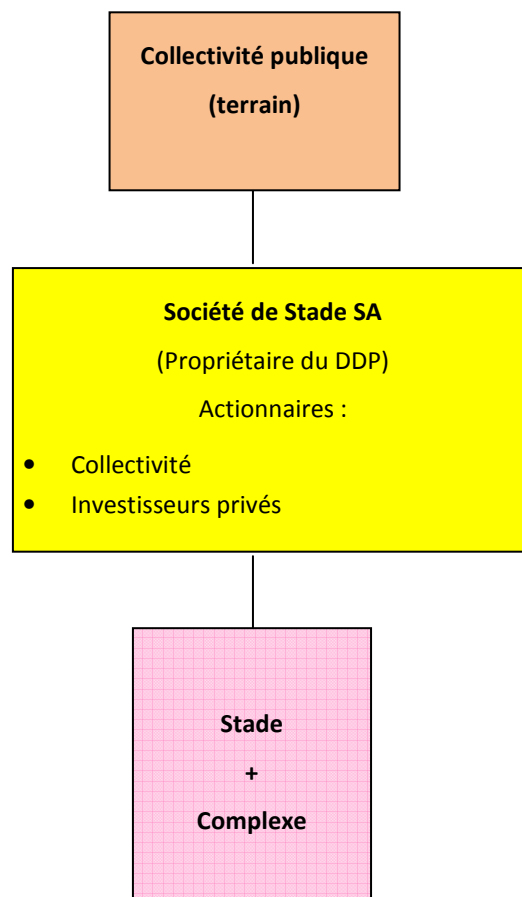 Collectivité publique
(terrain)
Société de Stade SA
(Propriétaire du DDP)
Actionnaires :
• Collectivité
• Investisseurs privés
Stade
+
Complexe